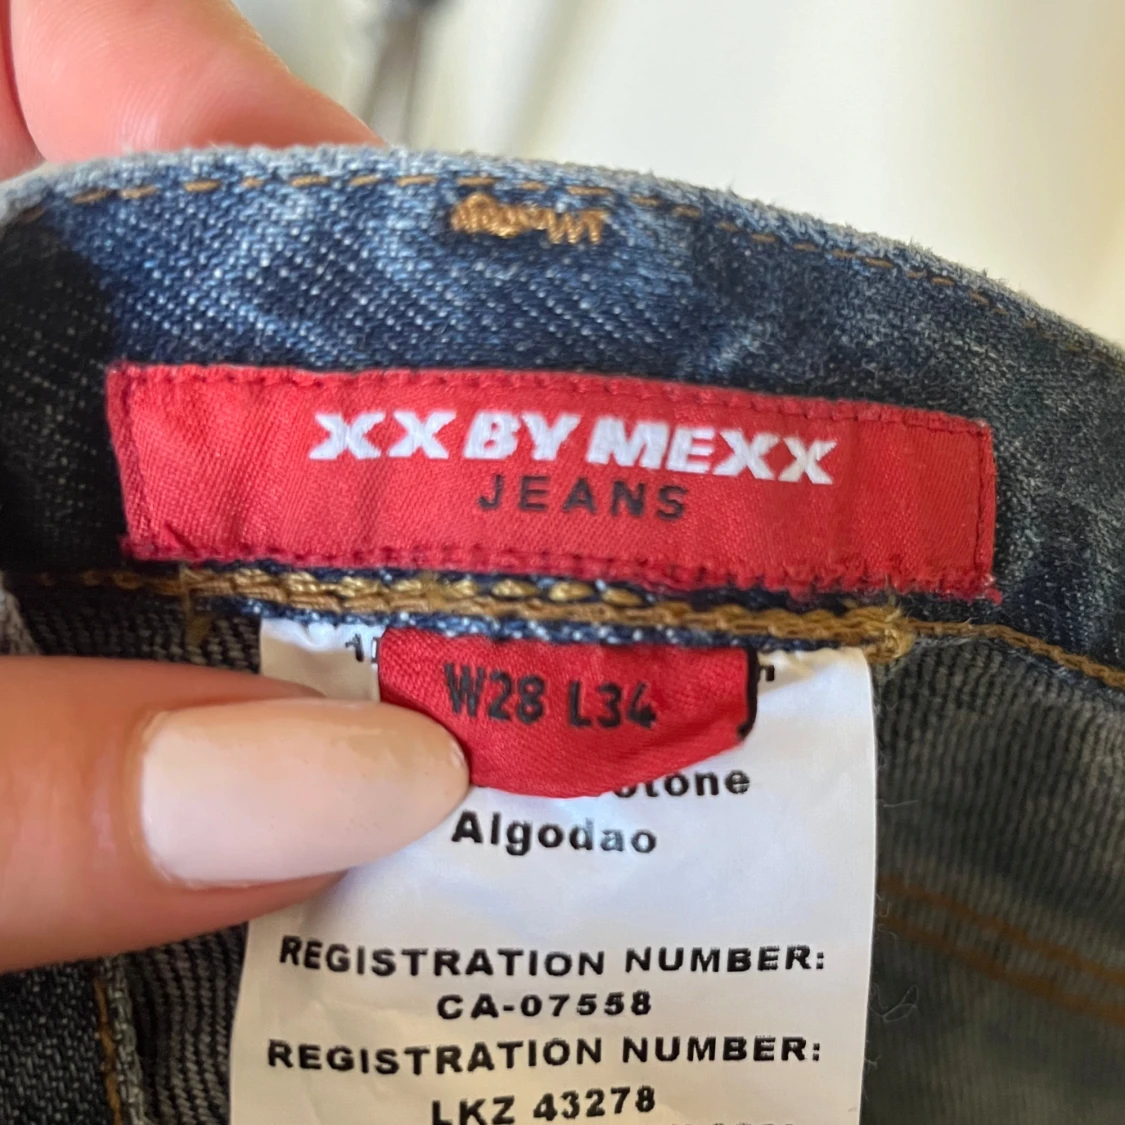 XX BY MEXX
JEANS
W28 L34
Algodao
REGISTRATION NUMBER:
CA-07558
REGISTRATION NUMBER:
LKZ 43278